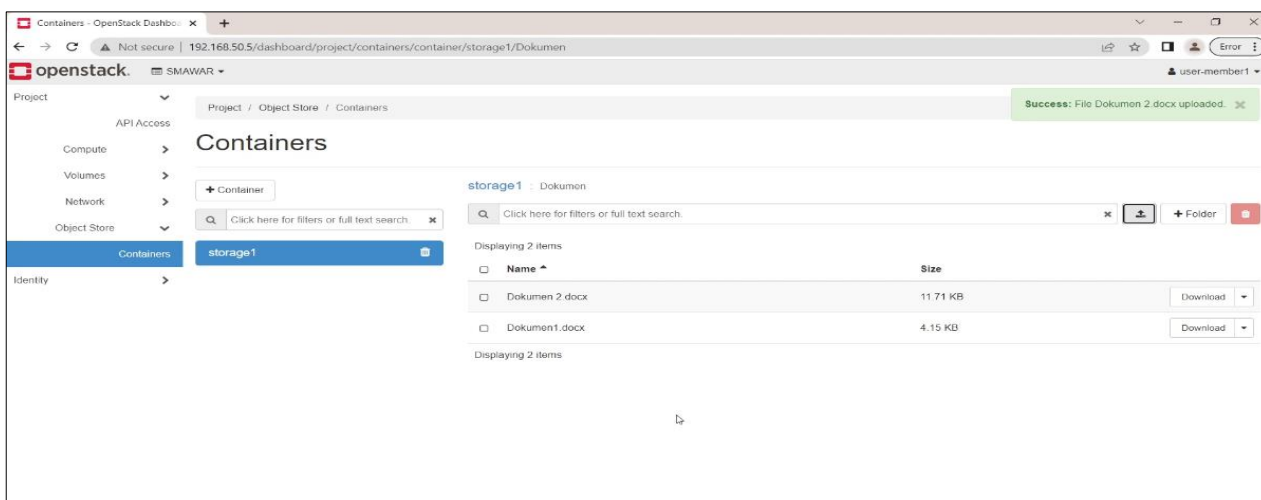 Containers - OpenStack Dashboa
Not secure | 192.168.50.5/dashboard/project/containers/container/storage1/Dokumen
Error
openstack. SMAWAR
user-member1
Project
API Access
Compute
Volumes
Network
Object Store
Containers
Identity
Project / Object Store / Containers
Success: File Dokumen 2.docx uploaded.
Containers
+ Container
Click here for filters or full text search.
storage1
storage1 : Dokumen
Click here for filters or full text search.
+ Folder
Displaying 2 items
Name Size
Dokumen 2.docx 11.71 KB Download
Dokumen1.docx 4.15 KB Download
Displaying 2 items